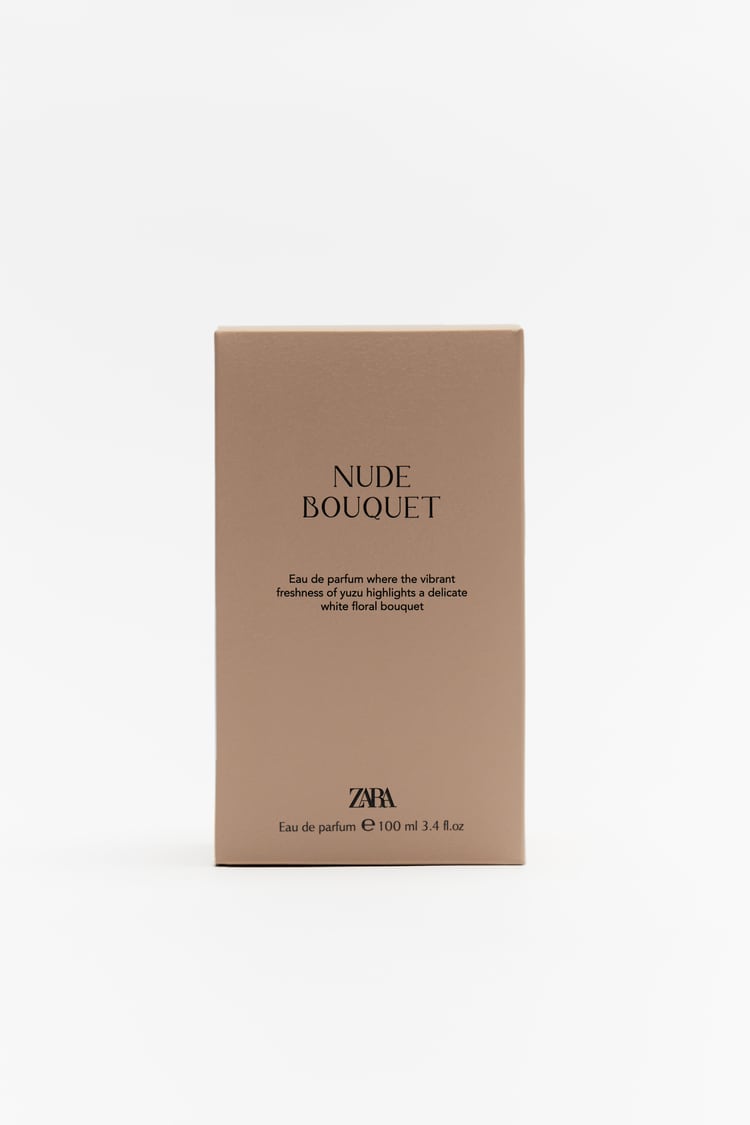 NUDE
BOUQUET
Eau de parfum where the vibrant
freshness of yuzu highlights a delicate
white floral bouquet
ZARA
Eau de parfum ℮ 100 ml 3.4 fl.oz